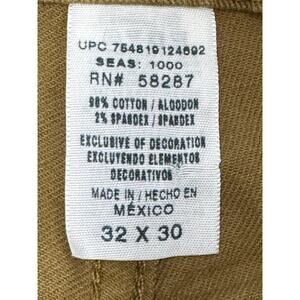 UPC 754819124692
SEAS: 1000
RN# 58287
98% COTTON / ALGODON
2% SPANDEX / SPANDEX
EXCLUSIVE OF DECORATION
EXCLUYENDO ELEMENTOS
DECORATIVOS
MADE IN / HECHO EN
MÉXICO
32 X 30